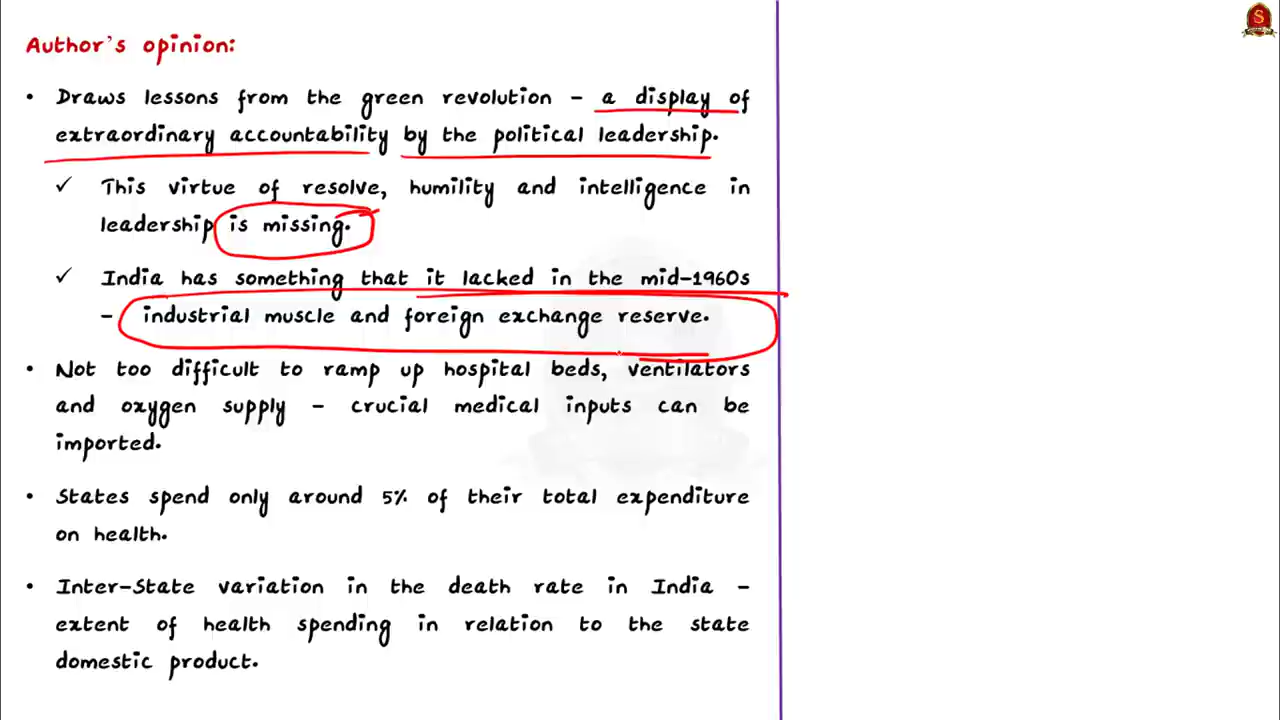 Author's opinion:
• Draws lessons from the green revolution – a display of
extraordinary accountability by the political leadership.
✓ This virtue of resolve, humility and intelligence in
leadership is missing.
✓ India has something that it lacked in the mid-1960s
– industrial muscle and foreign exchange reserve.
• Not too difficult to ramp up hospital beds, ventilators
and oxygen supply – crucial medical inputs can be
imported.
• States spend only around 5% of their total expenditure
on health.
• Inter-State variation in the death rate in India –
extent of health spending in relation to the state
domestic product.